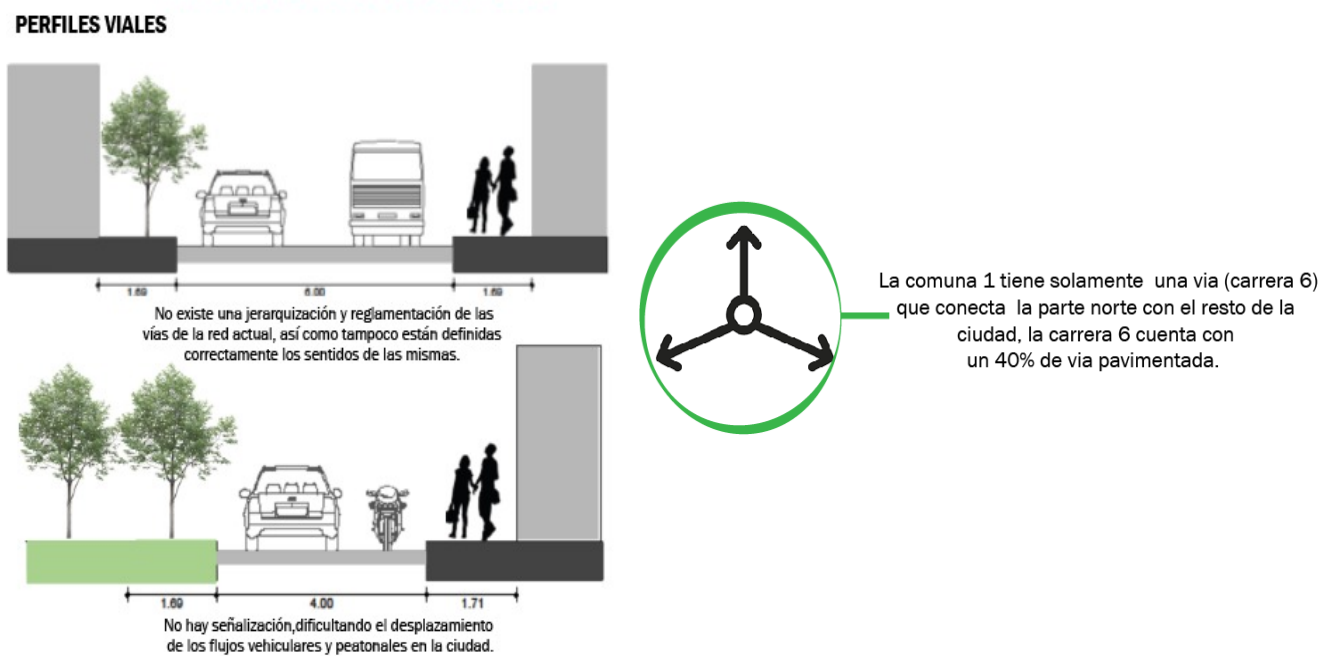 PERFILES VIALES
1.69
6.00
1.69
No existe una jerarquización y reglamentación de las
vías de la red actual, así como tampoco están definidas
correctamente los sentidos de las mismas.
1.69
4.00
1.71
No hay señalización,dificultando el desplazamiento
de los flujos vehiculares y peatonales en la ciudad.
La comuna 1 tiene solamente una via (carrera 6)
que conecta la parte norte con el resto de la
ciudad, la carrera 6 cuenta con
un 40% de via pavimentada.